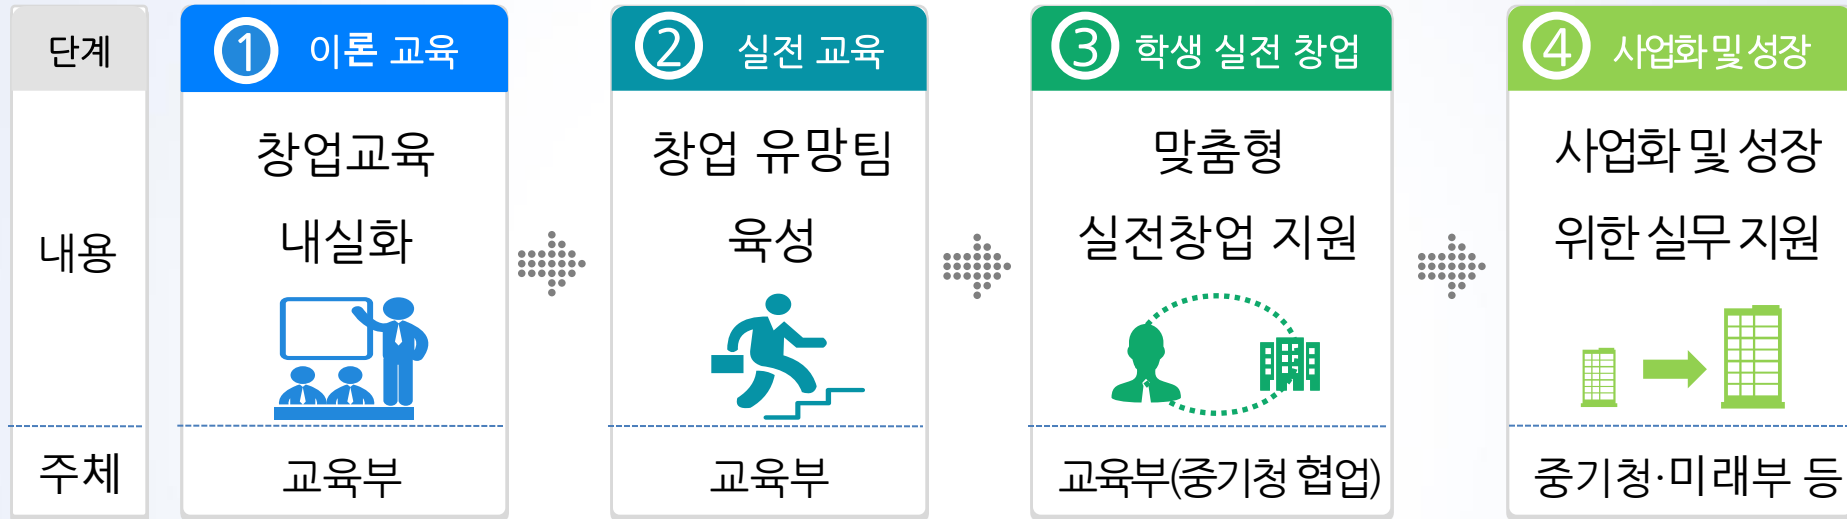 단계
① 이론 교육
② 실전 교육
③ 학생 실전 창업
④ 사업화 및 성장
내용
창업교육
내실화
창업 유망팀
육성
맞춤형
실전창업 지원
사업화 및 성장
위한 실무 지원
주체
교육부
교육부
교육부(중기청 협업)
중기청·미래부 등